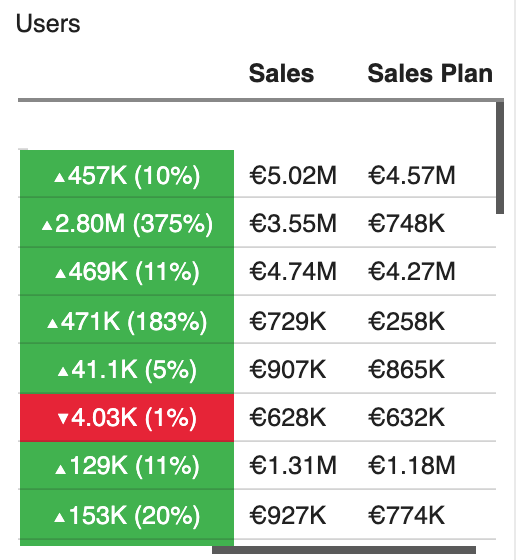 Users
Sales Sales Plan
▲457K (10%) €5.02M €4.57M
▲2.80M (375%) €3.55M €748K
▲469K (11%) €4.74M €4.27M
▲471K (183%) €729K €258K
▲41.1K (5%) €907K €865K
▼4.03K (1%) €628K €632K
▲129K (11%) €1.31M €1.18M
▲153K (20%) €927K €774K